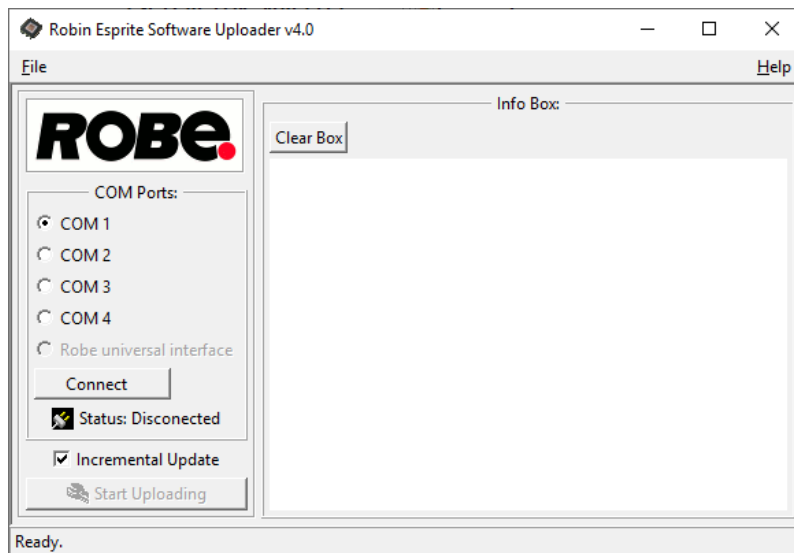 Robin Esprite Software Uploader v4.0
File
Help
ROBE.
COM Ports:
COM 1
COM 2
COM 3
COM 4
Robe universal interface
Connect
Status: Disconected
Incremental Update
Start Uploading
Info Box:
Clear Box
Ready.